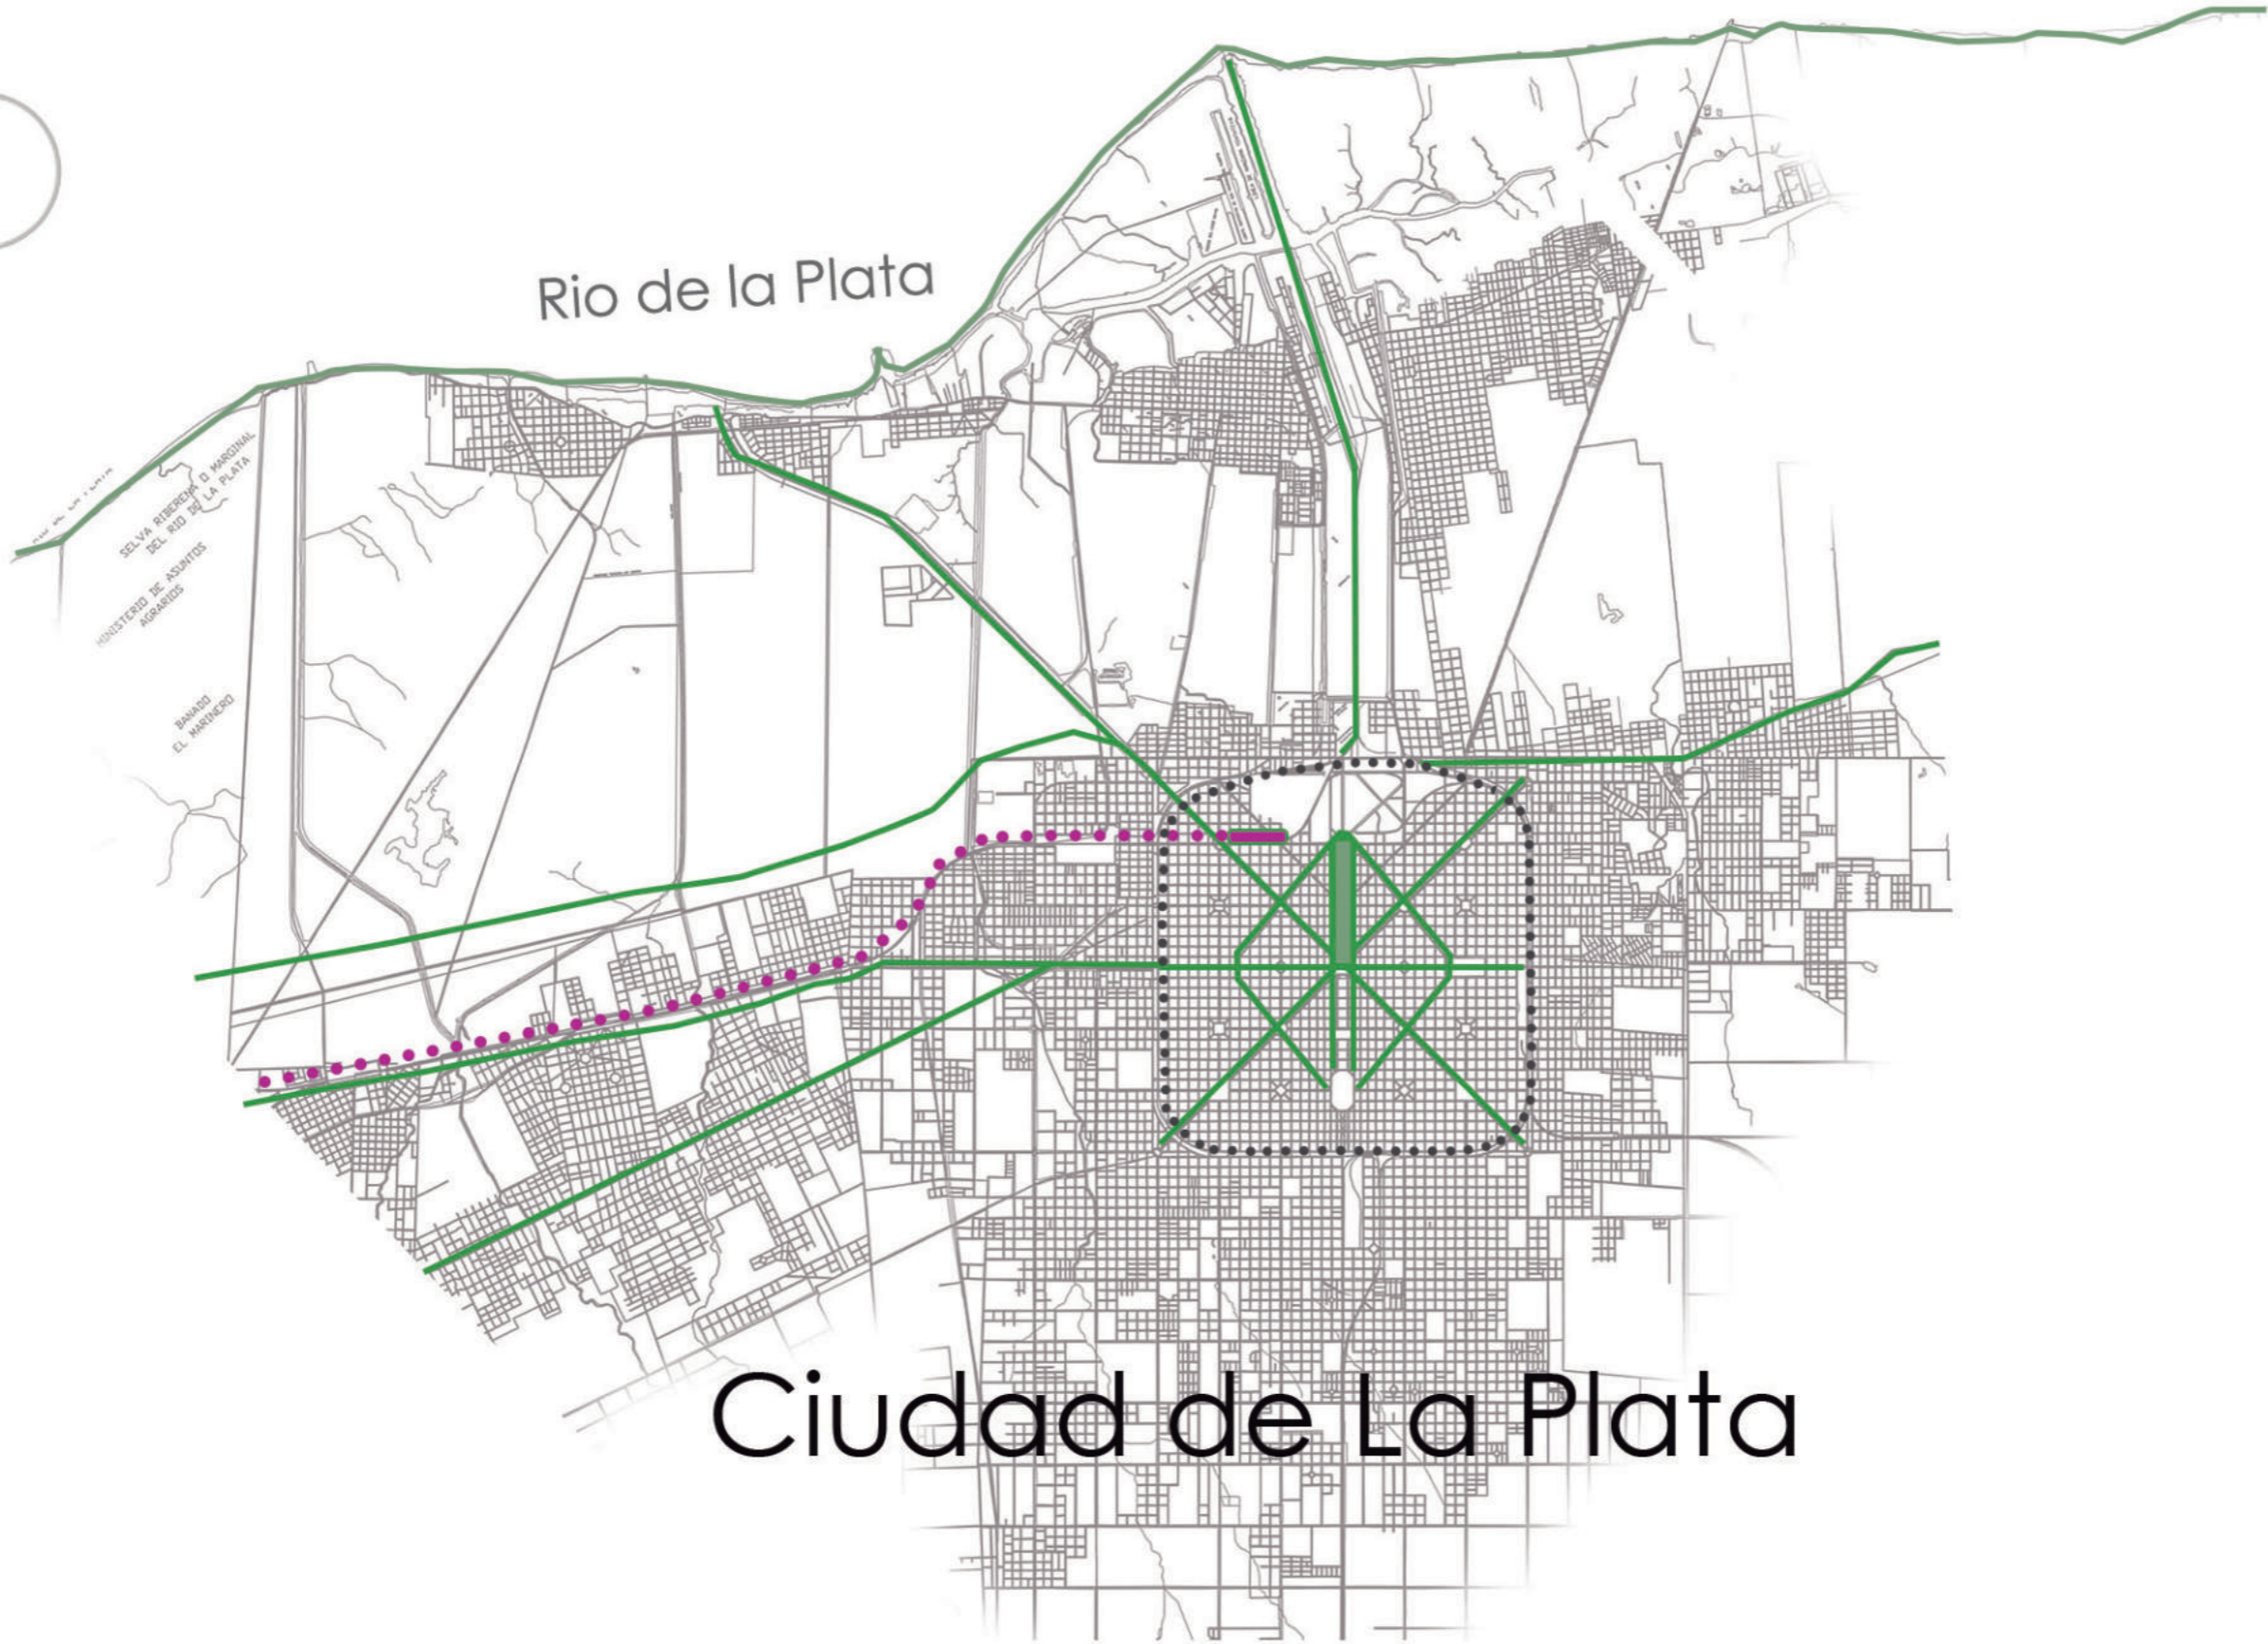 Rio de la Plata
SELVA RIBEREÑA O MARGINAL
DEL RIO DE LA PLATA
MINISTERIO DE ASUNTOS
AGRARIOS
BAÑADO
EL MARINERO
Ciudad de La Plata